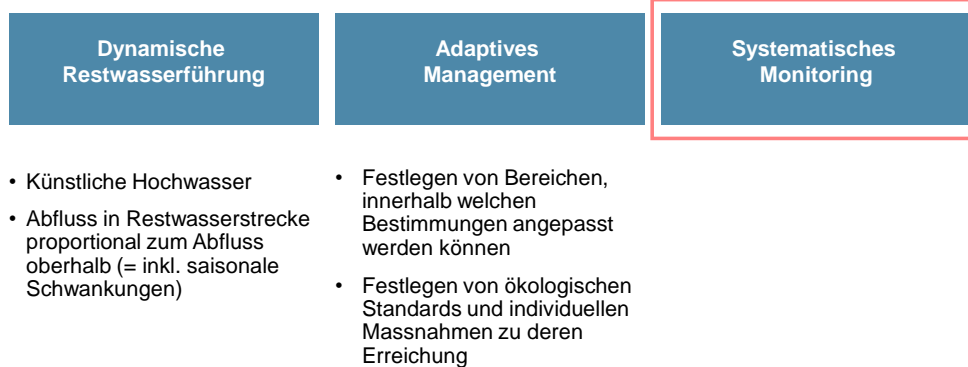 Dynamische
Restwasserführung
Adaptives
Management
Systematisches
Monitoring
• Künstliche Hochwasser
• Abfluss in Restwasserstrecke
proportional zum Abfluss
oberhalb (= inkl. saisonale
Schwankungen)
• Festlegen von Bereichen,
innerhalb welchen
Bestimmungen angepasst
werden können
• Festlegen von ökologischen
Standards und individuellen
Massnahmen zu deren
Erreichung